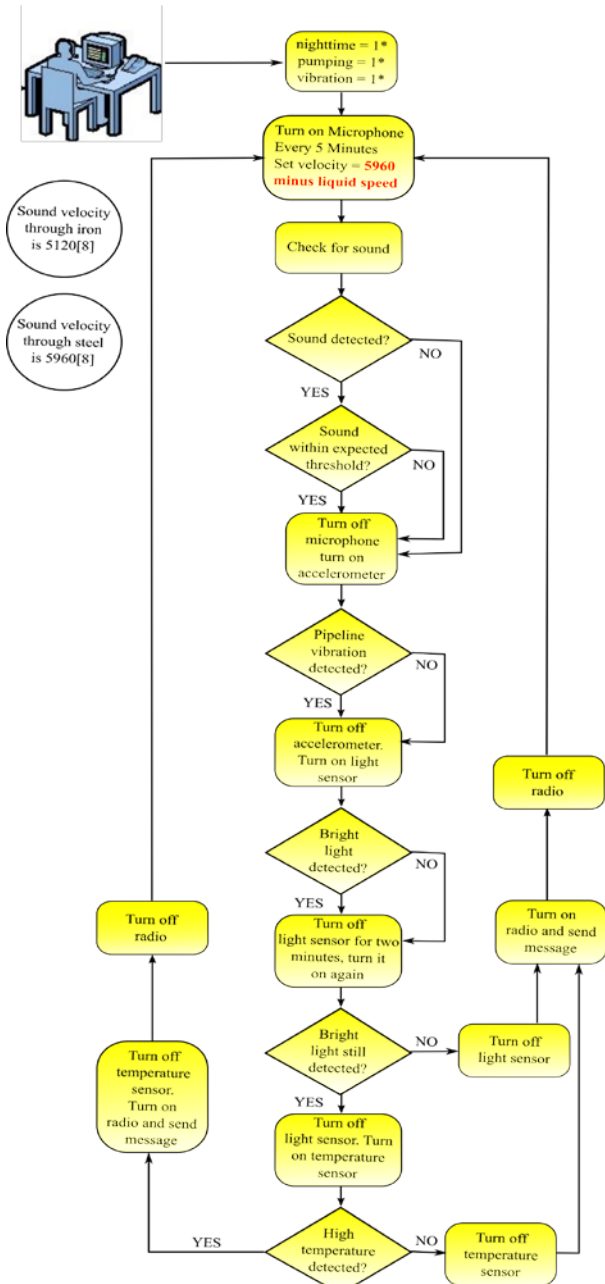 nighttime = 1*
pumping = 1*
vibration = 1*
Turn on Microphone
Every 5 Minutes
Set velocity = 5960
minus liquid speed
Sound velocity
through iron
is 5120[8]
Check for sound
Sound velocity
through steel
is 5960[8]
Sound detected?
NO
YES
Sound
within expected
threshold?
NO
YES
Turn off
microphone
turn on
accelerometer
Pipeline
vibration
detected?
NO
YES
Turn off
accelerometer.
Turn on light
sensor
Turn off
radio
Bright
light
detected?
NO
YES
Turn off
radio
Turn off
light sensor for two
minutes, turn it
on again
Turn on
radio and send
message
Bright
light still
detected?
NO
Turn off
light sensor
YES
Turn off
temperature
sensor.
Turn on
radio and send
message
Turn off
light sensor. Turn
on temperature
sensor
YES
High
temperature
detected?
NO
Turn off
temperature
sensor